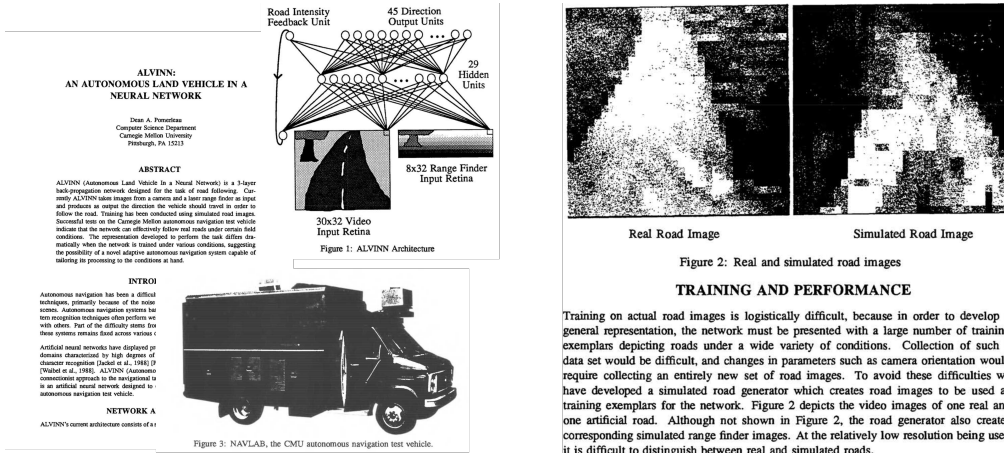 ALVINN:
AN AUTONOMOUS LAND VEHICLE IN A
NEURAL NETWORK
Dean A. Pomerleau
Computer Science Department
Carnegie Mellon University
Pittsburgh, PA 15213
ABSTRACT
ALVINN (Autonomous Land Vehicle In a Neural Network) is a 3-layer
back-propagation network designed for the task of road following. Cur-
rently ALVINN takes images from a camera and a laser range finder as input
and produces as output the direction the vehicle should travel in order to
follow the road. Training has been conducted using simulated road images.
Successful tests on the Carnegie Mellon autonomous navigation test vehicle
indicate that the network can effectively follow real roads under certain field
conditions. The representation developed to perform the task differs dra-
matically when the network is trained under various conditions, suggesting
the possibility of a novel adaptive autonomous navigation system capable of
tailoring its processing to the conditions at hand.
INTRO
Autonomous navigation has been a difficul
techniques, primarily because of the noise
scenes. Autonomous navigation systems ba
tern recognition techniques often perform we
with others. Part of the difficulty stems fro
these systems remains fixed across various
Artificial neural networks have displayed pr
domains characterized by high degrees of
character recognition [Jackel et al., 1988]
[Waibel et al., 1988]. ALVINN (Autonomo
connectionist approach to the navigational ta
is an artificial neural network designed to
autonomous navigation test vehicle.
NETWORK A
ALVINN's current architecture consists of a
Road Intensity
Feedback Unit
45 Direction
Output Units
29
Hidden
Units
8x32 Range Finder
Input Retina
30x32 Video
Input Retina
Figure 1: ALVINN Architecture
Figure 3: NAVLAB, the CMU autonomous navigation test vehicle.
Real Road Image
Simulated Road Image
Figure 2: Real and simulated road images
TRAINING AND PERFORMANCE
Training on actual road images is logistically difficult, because in order to develop
general representation, the network must be presented with a large number of trainin
exemplars depicting roads under a wide variety of conditions. Collection of such
data set would be difficult, and changes in parameters such as camera orientation woul
require collecting an entirely new set of road images. To avoid these difficulties w
have developed a simulated road generator which creates road images to be used a
training exemplars for the network. Figure 2 depicts the video images of one real an
one artificial road. Although not shown in Figure 2, the road generator also create
corresponding simulated range finder images. At the relatively low resolution being use
it is difficult to distinguish between real and simulated roads.